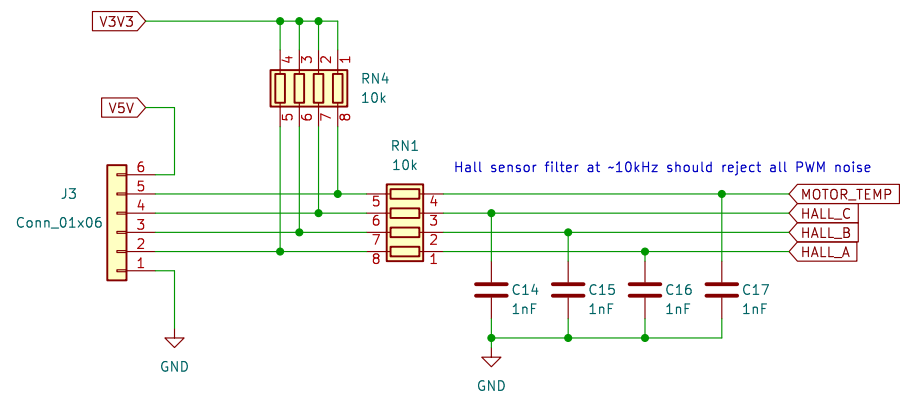 V3V3
4 3 2 1
RN4
10k
5 6 7 8
V5V
RN1
10k
Hall sensor filter at ~10kHz should reject all PWM noise
J3
Conn_01x06
6
5
4
3
2
1
5 4
6 3
7 2
8 1
MOTOR_TEMP
HALL_C
HALL_B
HALL_A
C14
1nF
C15
1nF
C16
1nF
C17
1nF
GND
GND